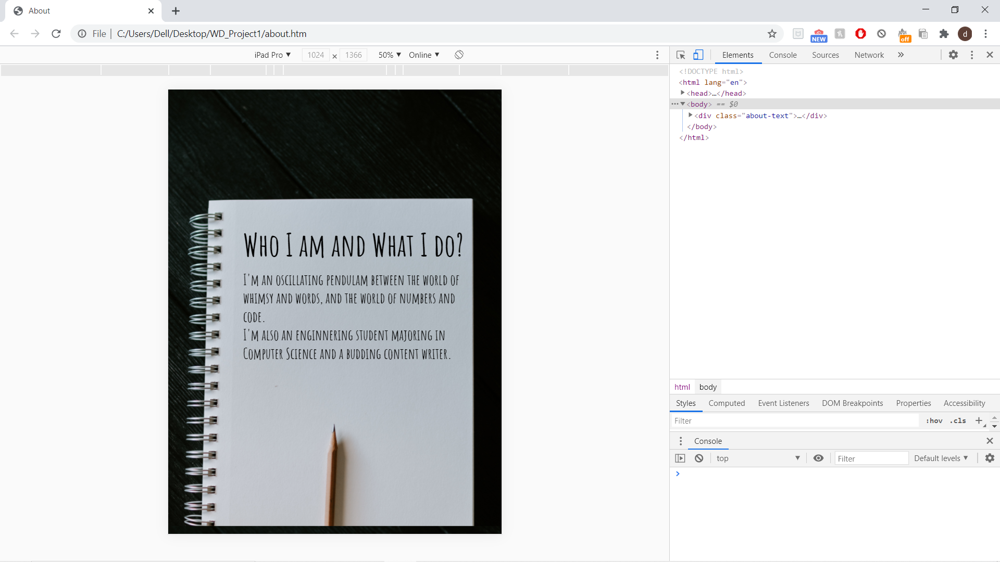 About
File | C:/Users/Dell/Desktop/WD_Project1/about.htm
NEW
off
d
iPad Pro 1024 × 1366 50% Online
Elements Console Sources Network
<!DOCTYPE html>
<html lang="en">
<head>…</head>
<body> == $0
<div class="about-text">…</div>
</body>
</html>
Who I am and What I do?
I'm an oscillating pendulam between the world of
whimsy and words, and the world of numbers and
code.
I'm also an enginnering student majoring in
Computer Science and a budding content writer.
html body
Styles Computed Event Listeners DOM Breakpoints Properties Accessibility
Filter :hov .cls
Console
top Filter Default levels